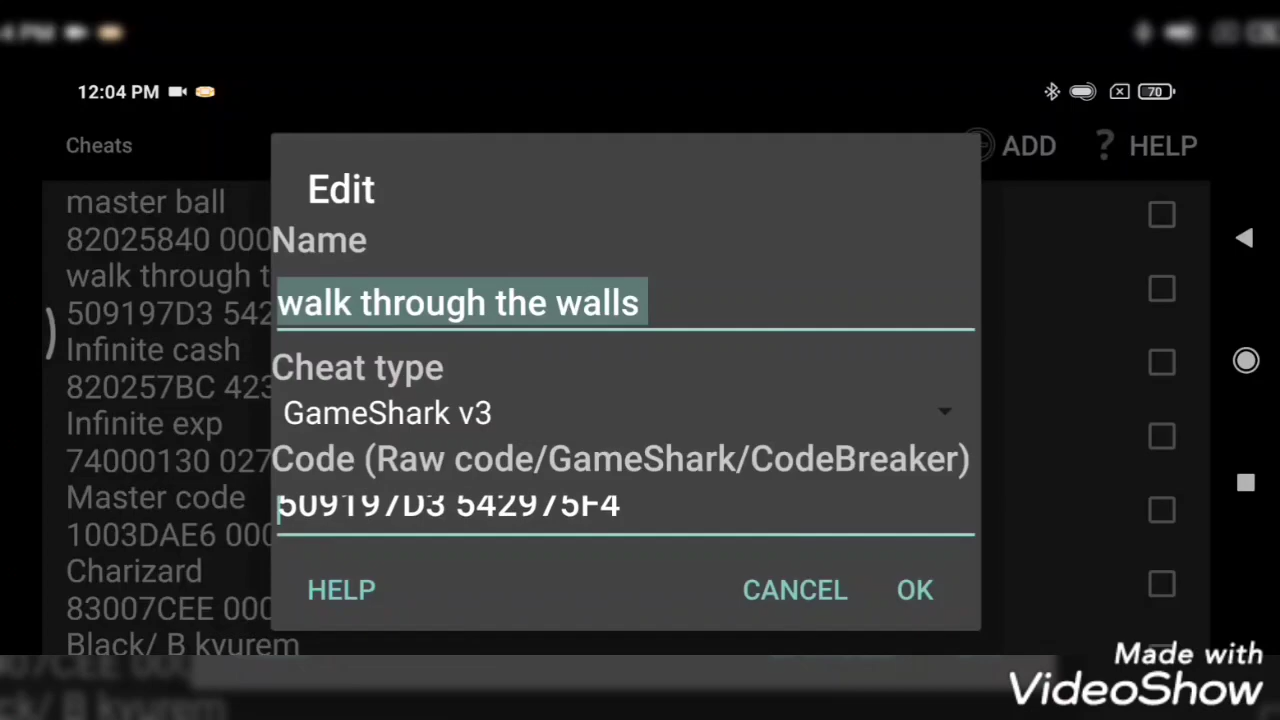 4 PM
12:04 PM
70
Cheats
ADD
? HELP
master ball
82025840 000
walk through t
509197D3 542
Infinite cash
820257BC 423
Infinite exp
74000130 027
Master code
1003DAE6 000
Charizard
83007CEE 000
Black/ B kyurem
Edit
Name
walk through the walls
Cheat type
GameShark v3
Code (Raw code/GameShark/CodeBreaker)
509197D3 542975F4
HELP
CANCEL
OK
Made with
VideoShow